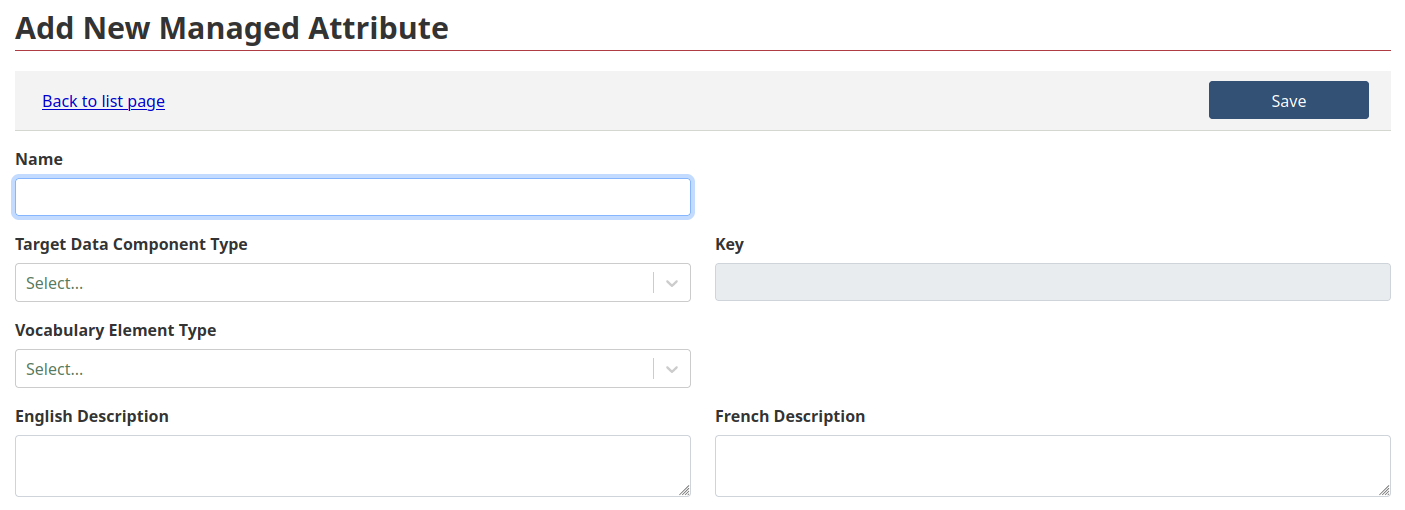 Add New Managed Attribute
Back to list page
Save
Name
Target Data Component Type
Key
Select...
Vocabulary Element Type
Select...
English Description
French Description